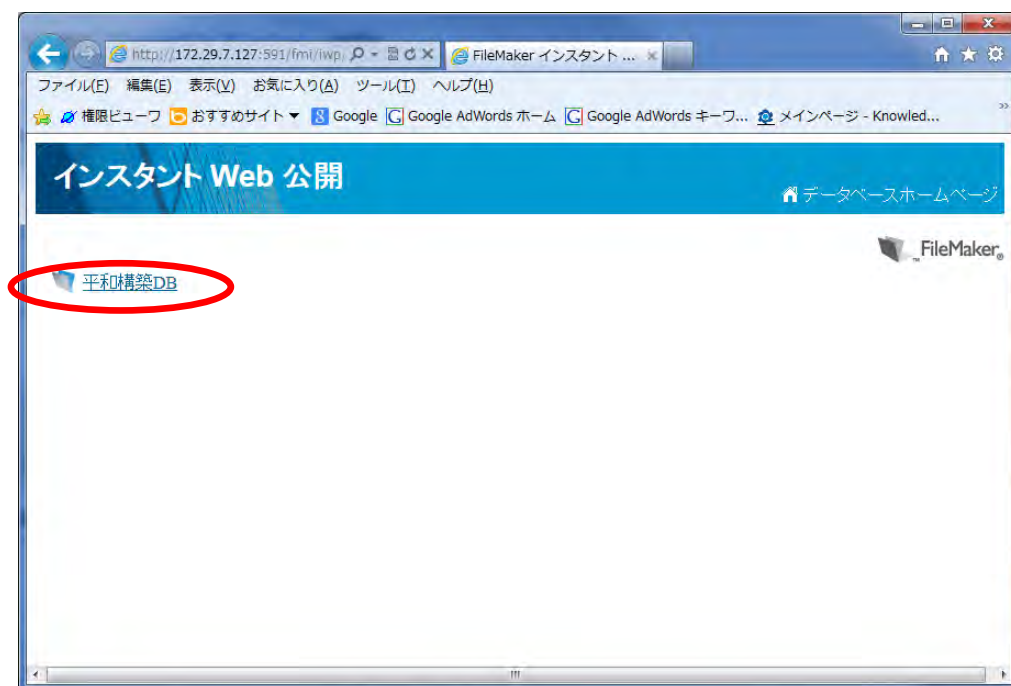 http://172.29.7.127:591/fmi/iwp/ FileMaker インスタント ...
ファイル(F) 編集(E) 表示(V) お気に入り(A) ツール(T) ヘルプ(H)
権限ビューワ おすすめサイト Google Google AdWords ホーム Google AdWords キーワ... メインページ - Knowled...
インスタント Web 公開
データベースホームページ
FileMaker®
平和構築DB